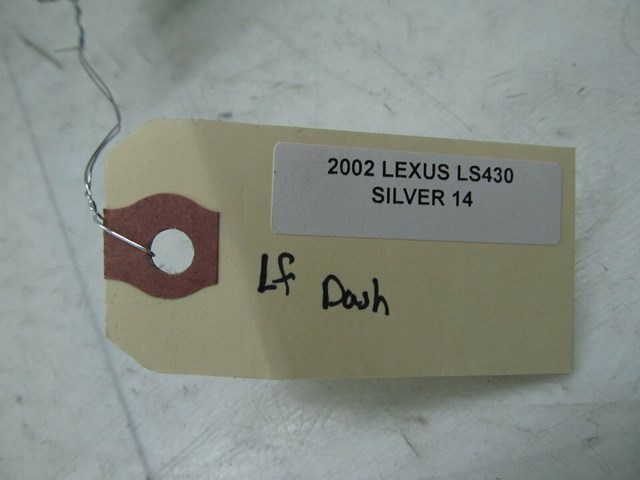 2002 LEXUS LS430
SILVER 14
Lf Dash